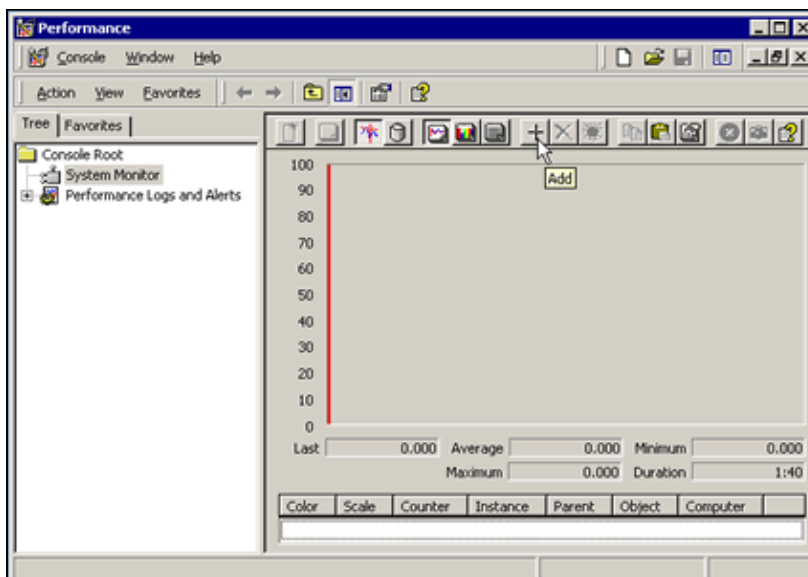 Performance
Console Window Help
Action View Favorites
Tree Favorites
Console Root
System Monitor
Performance Logs and Alerts
Add
100
90
80
70
60
50
40
30
20
10
0
Last 0.000 Average 0.000 Minimum 0.000
Maximum 0.000 Duration 1:40
Color Scale Counter Instance Parent Object Computer